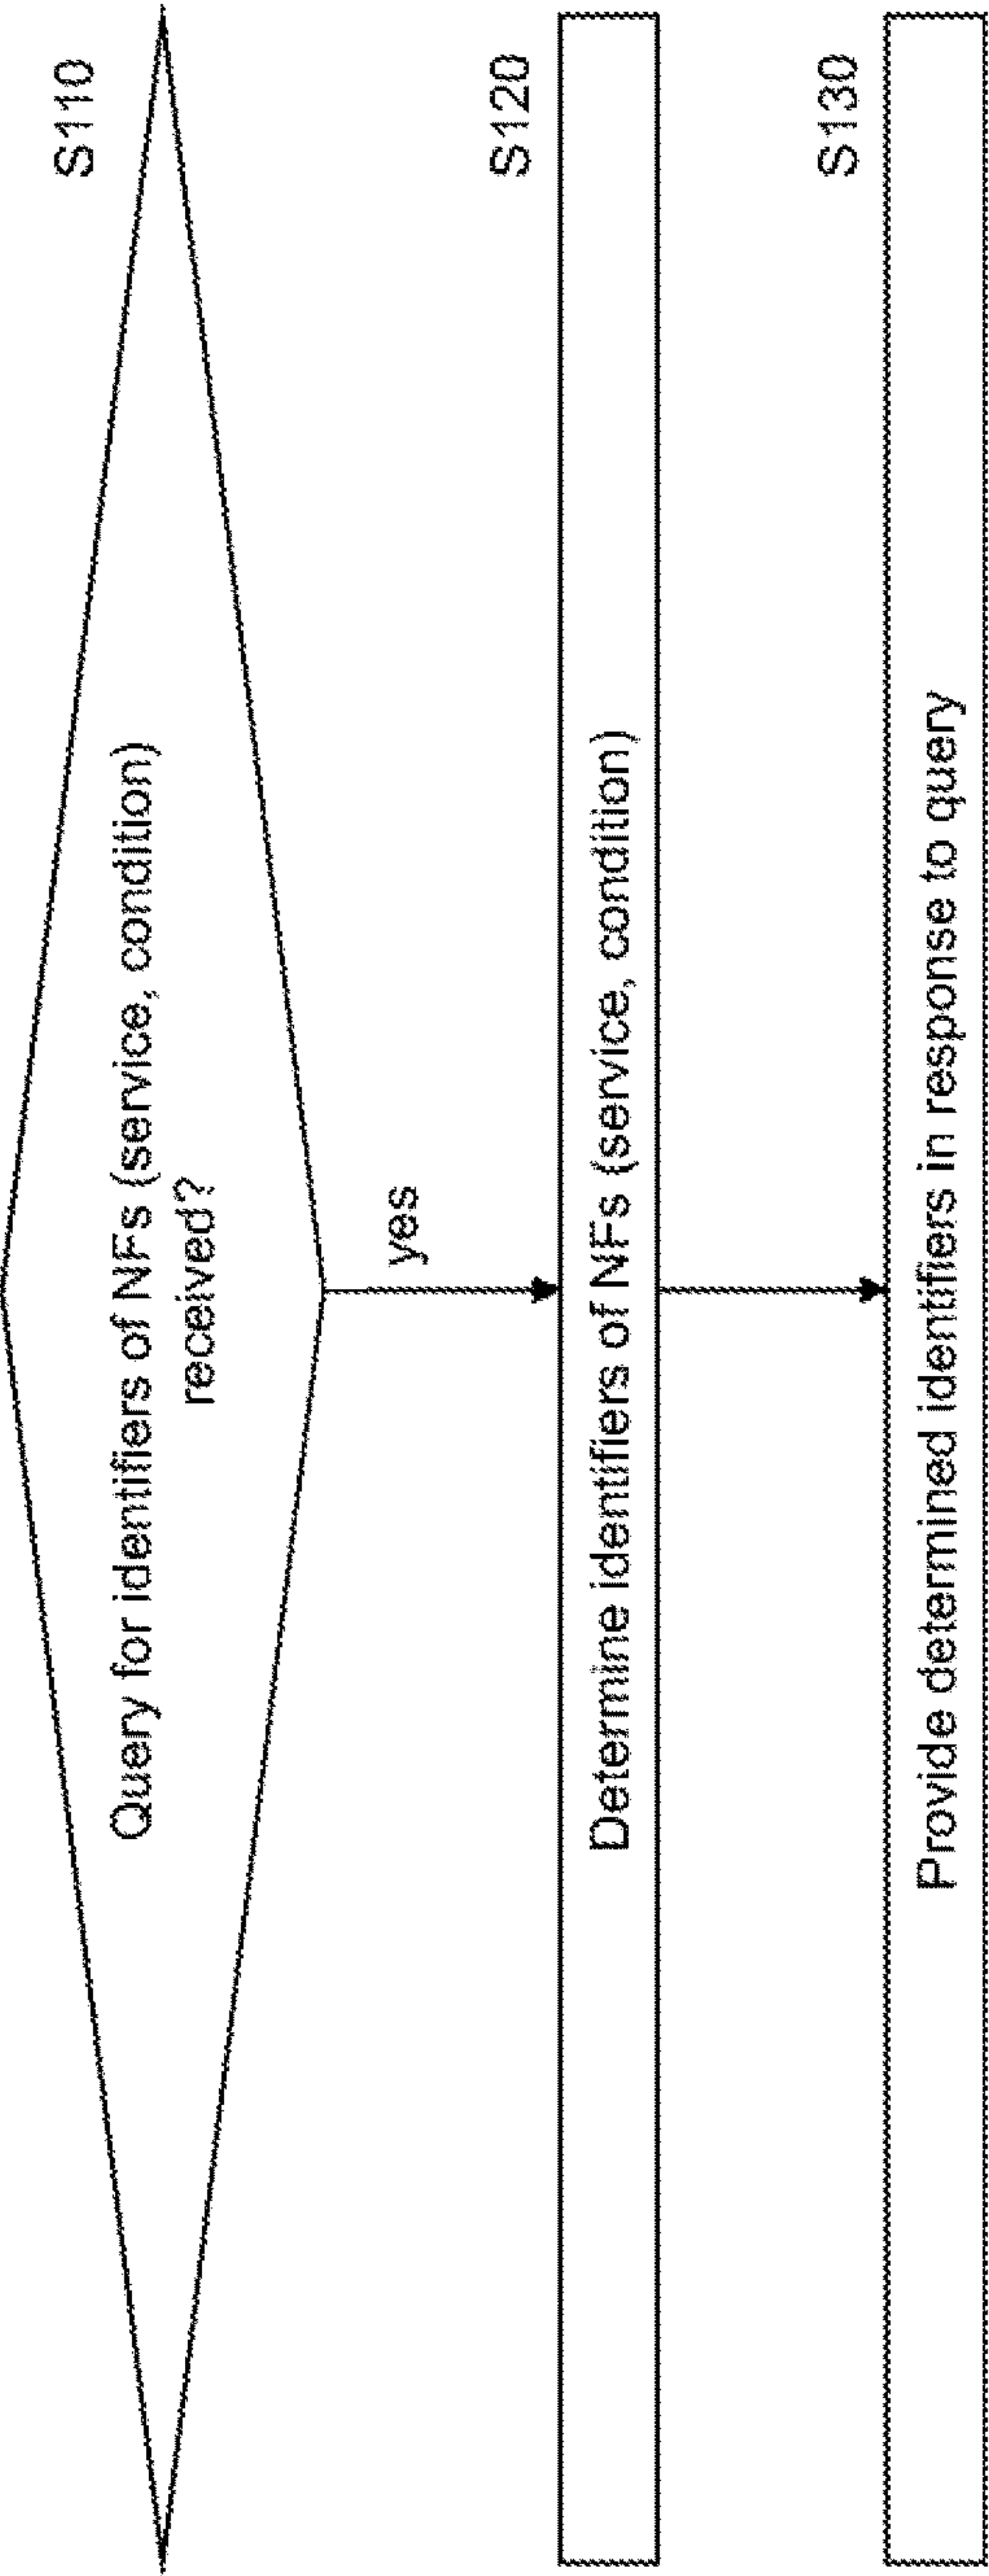 S110
Query for identifiers of NFs (service, condition)
received?
yes
S120
Determine identifiers of NFs (service, condition)
S130
Provide determined identifiers in response to query